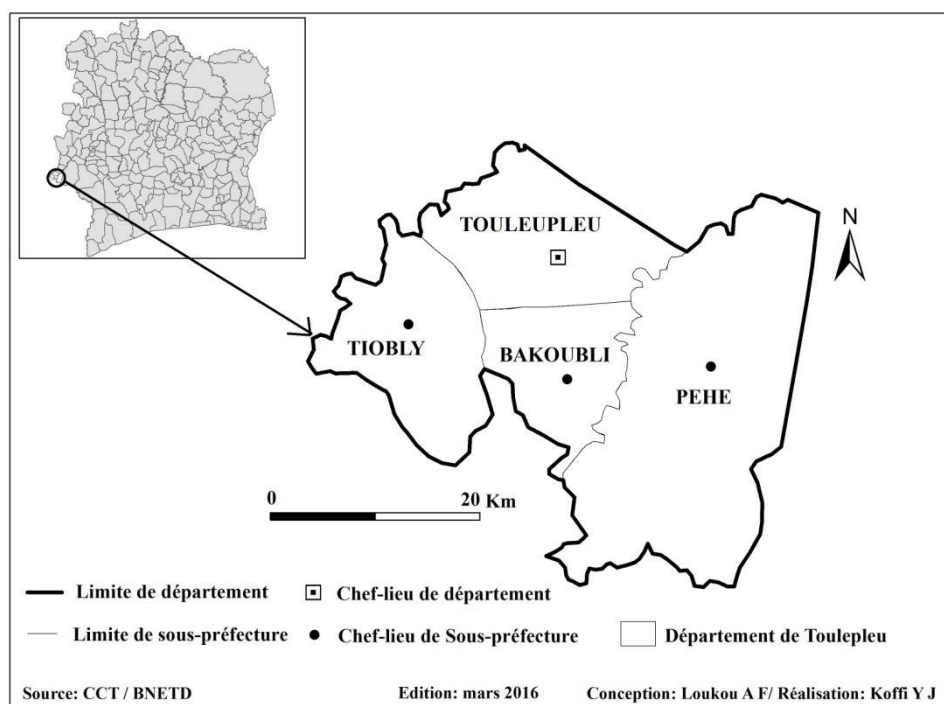 TOULEUPLEU
N
TIOBLY
BAKOUBLI
PEHE
0 20 Km
Limite de département
Chef-lieu de département
Limite de sous-préfecture
Chef-lieu de Sous-préfecture
Département de Toulepleu
Source: CCT / BNETD Edition: mars 2016 Conception: Loukou A F/ Réalisation: Koffi Y J